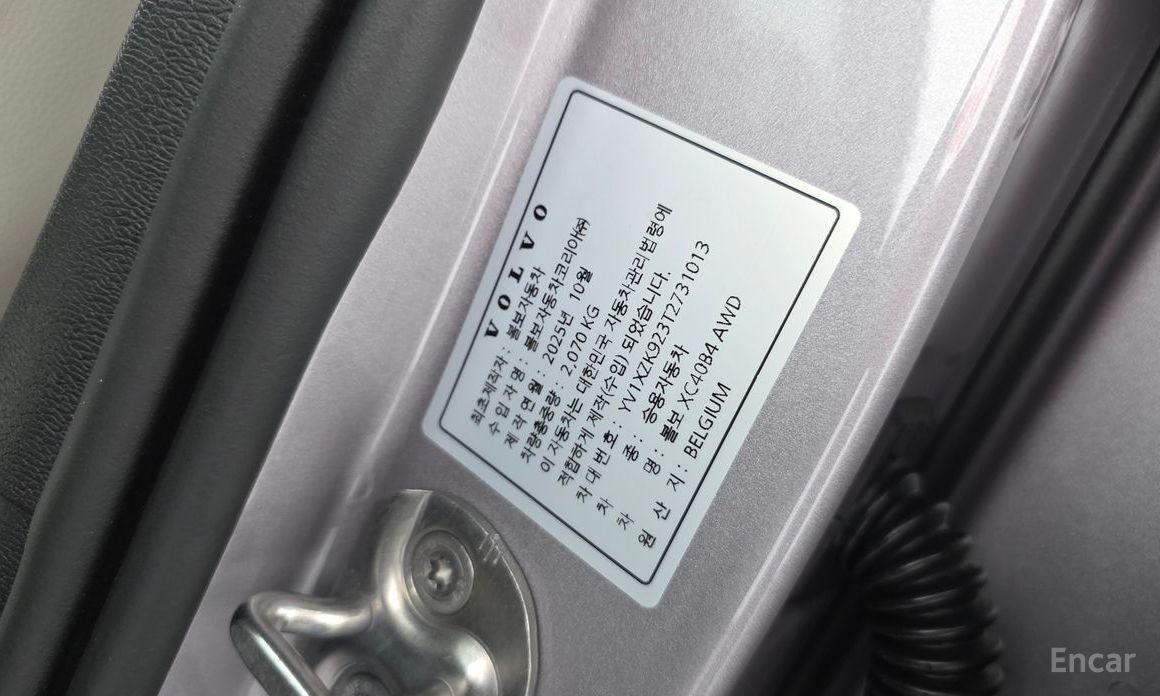 VOLVO
최초제작자 : 볼보자동차
수 입 자 명 : 볼보자동차코리아㈜
제 작 연 월 : 2025년 10월
차량총중량 : 2,070 KG
이 자동차는 대한민국 자동차관리법령에
적합하게 제작(수입) 되었습니다.
차 대 번 호 : YV1XZK923T2731013
차 종 : 승용자동차
차 명 : 볼보 XC40B4 AWD
원 산 지 : BELGIUM
Encar